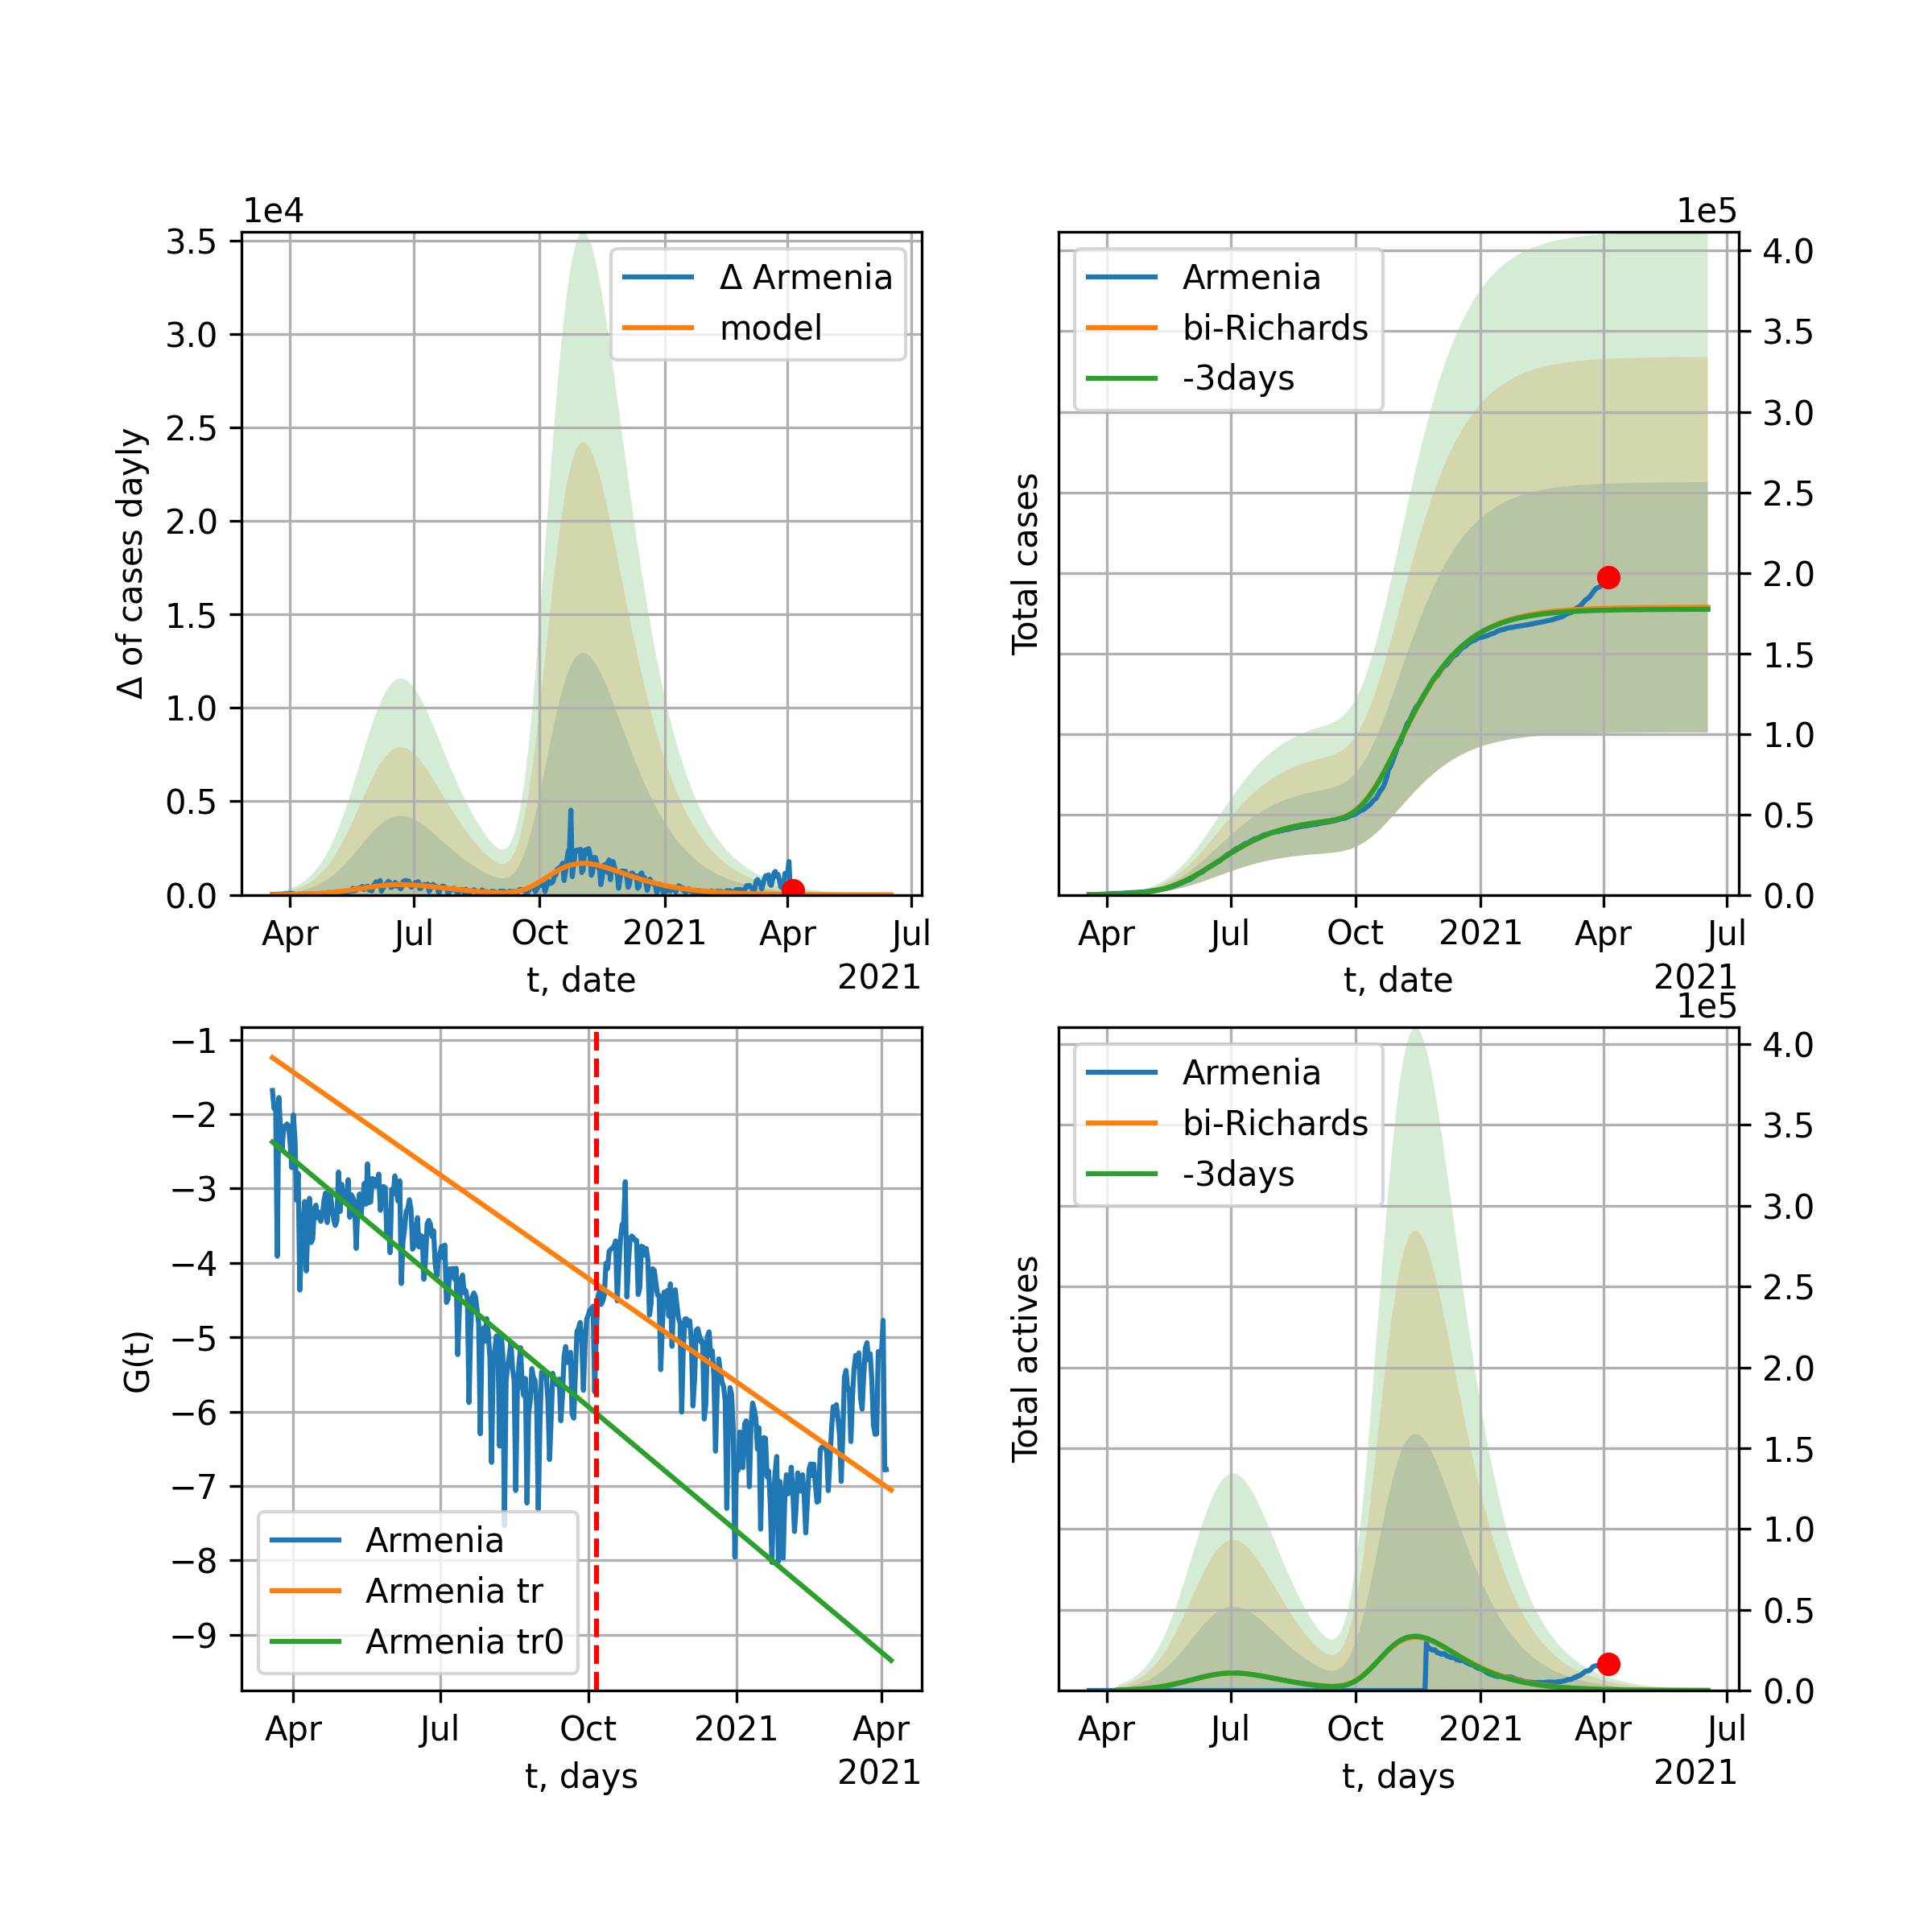 1e4
3.5
3.0
2.5
2.0
1.5
1.0
0.5
0.0
Δ of cases dayly
Δ Armenia
model
Apr Jul Oct 2021 Apr Jul
2021
t, date
1e5
Armenia
bi-Richards
-3days
Total cases
4.0
3.5
3.0
2.5
2.0
1.5
1.0
0.5
0.0
Apr Jul Oct 2021 Apr Jul
2021
t, date
−1
−2
−3
−4
−5
−6
−7
−8
−9
G(t)
Armenia
Armenia tr
Armenia tr0
Apr Jul Oct 2021 Apr
2021
t, days
1e5
Armenia
bi-Richards
-3days
Total actives
4.0
3.5
3.0
2.5
2.0
1.5
1.0
0.5
0.0
Apr Jul Oct 2021 Apr Jul
2021
t, days